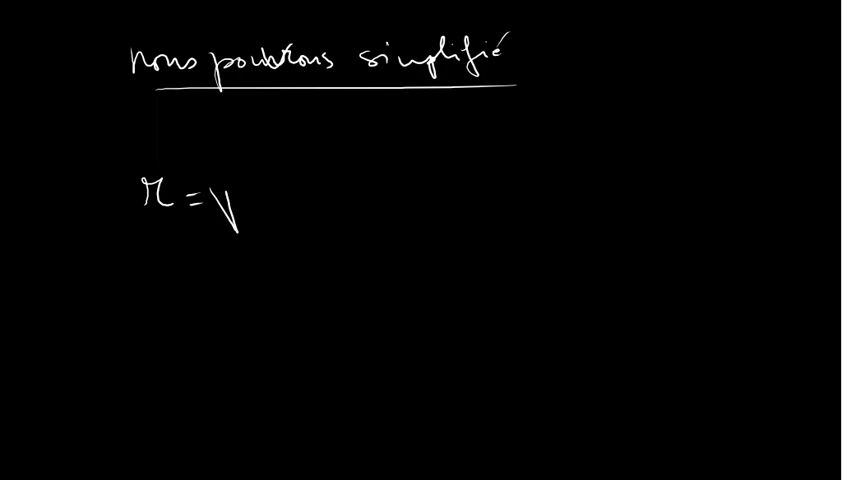 nous pouvons simplifié
r = √